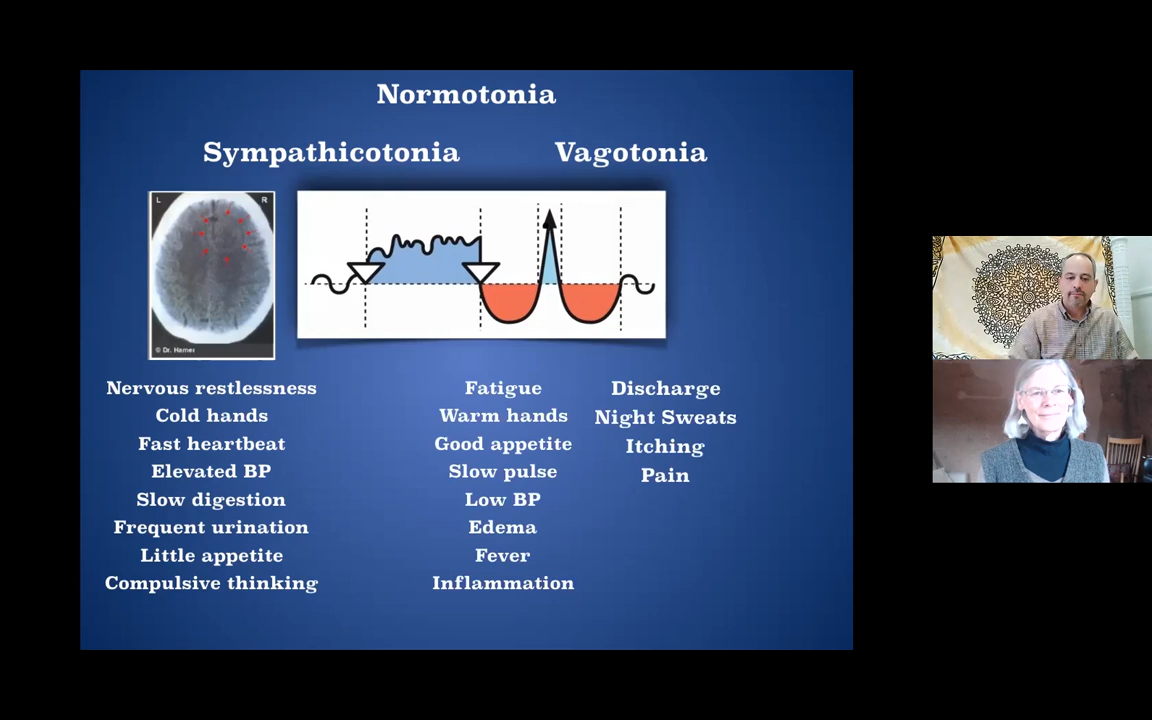 Normotonia
Sympathicotonia
Vagotonia
L
R
© Dr. Hamer
Nervous restlessness
Cold hands
Fast heartbeat
Elevated BP
Slow digestion
Frequent urination
Little appetite
Compulsive thinking
Fatigue
Warm hands
Good appetite
Slow pulse
Low BP
Edema
Fever
Inflammation
Discharge
Night Sweats
Itching
Pain